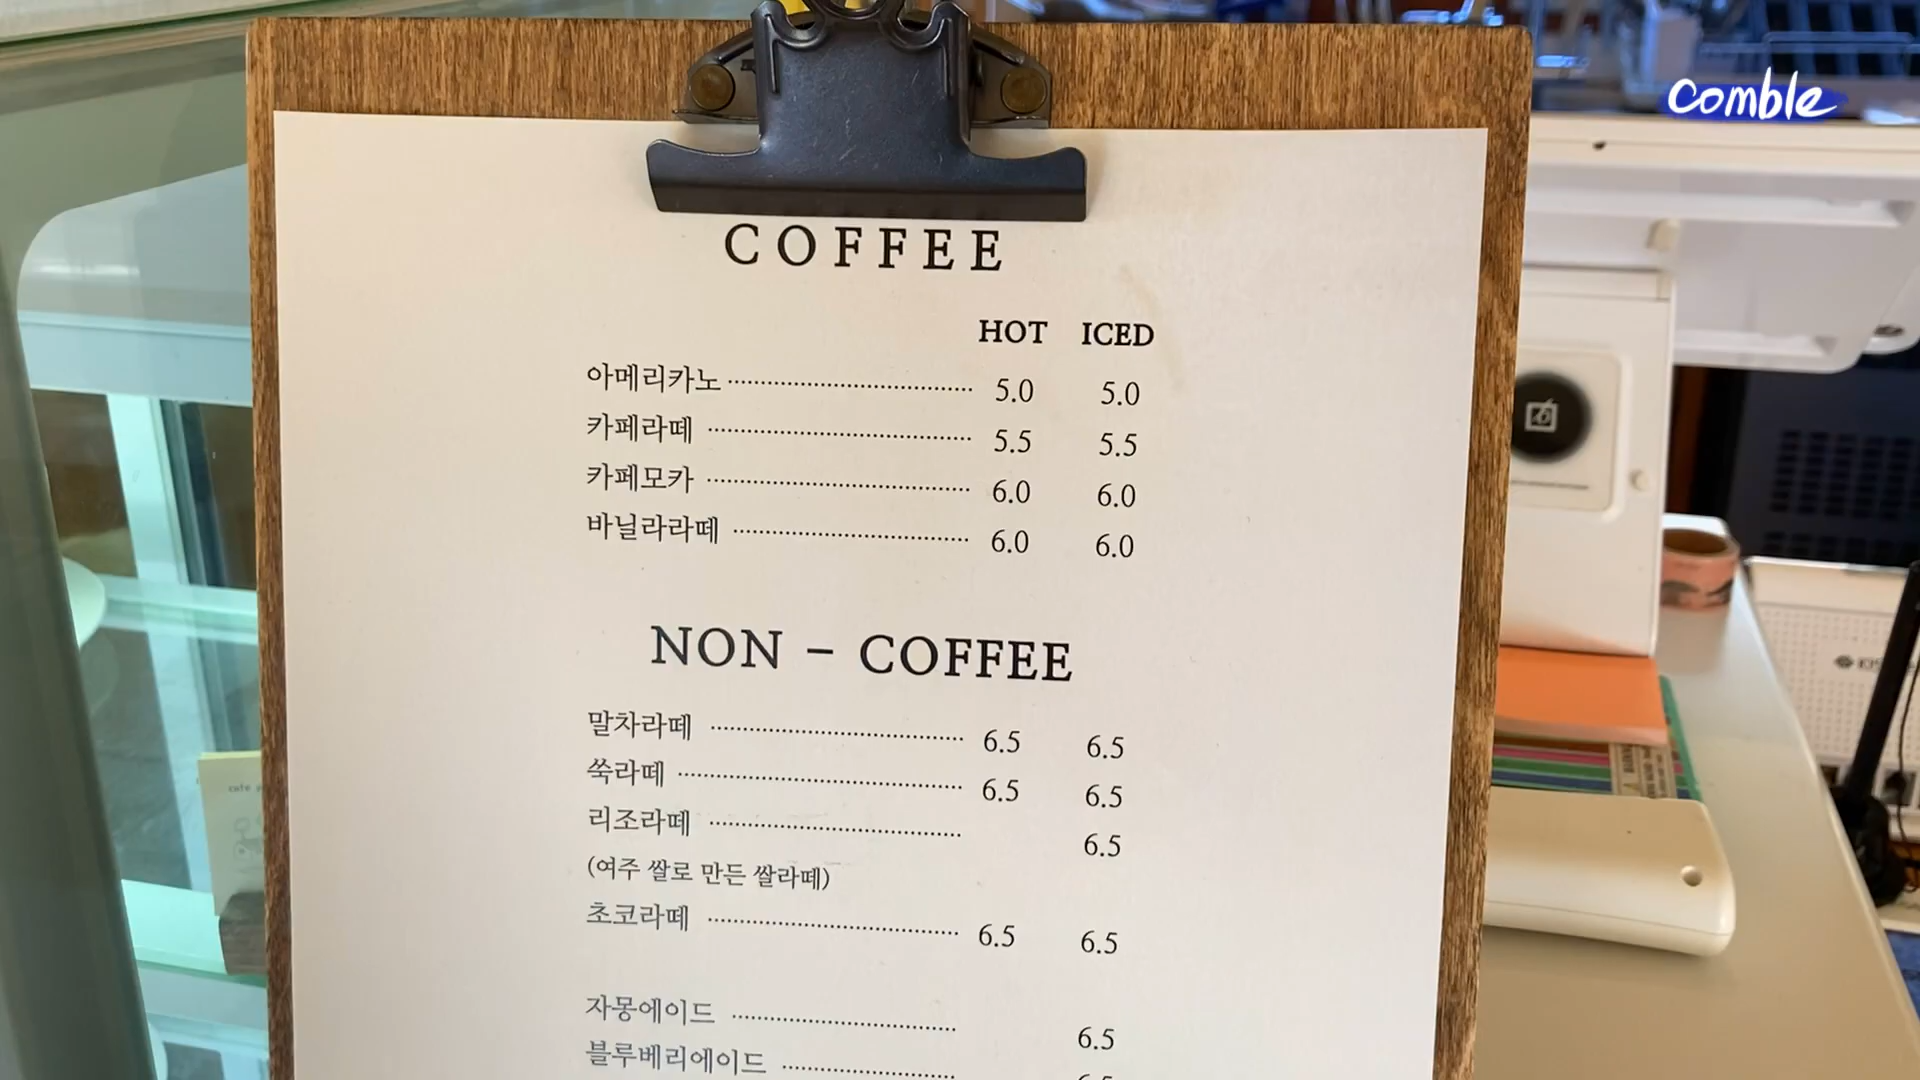 comble
COFFEE
HOT ICED
아메리카노 5.0 5.0
카페라떼 5.5 5.5
카페모카 6.0 6.0
바닐라라떼 6.0 6.0
NON - COFFEE
말차라떼 6.5 6.5
쑥라떼 6.5 6.5
리조라떼 6.5
(여주 쌀로 만든 쌀라떼)
초코라떼 6.5 6.5
자몽에이드 6.5
블루베리에이드